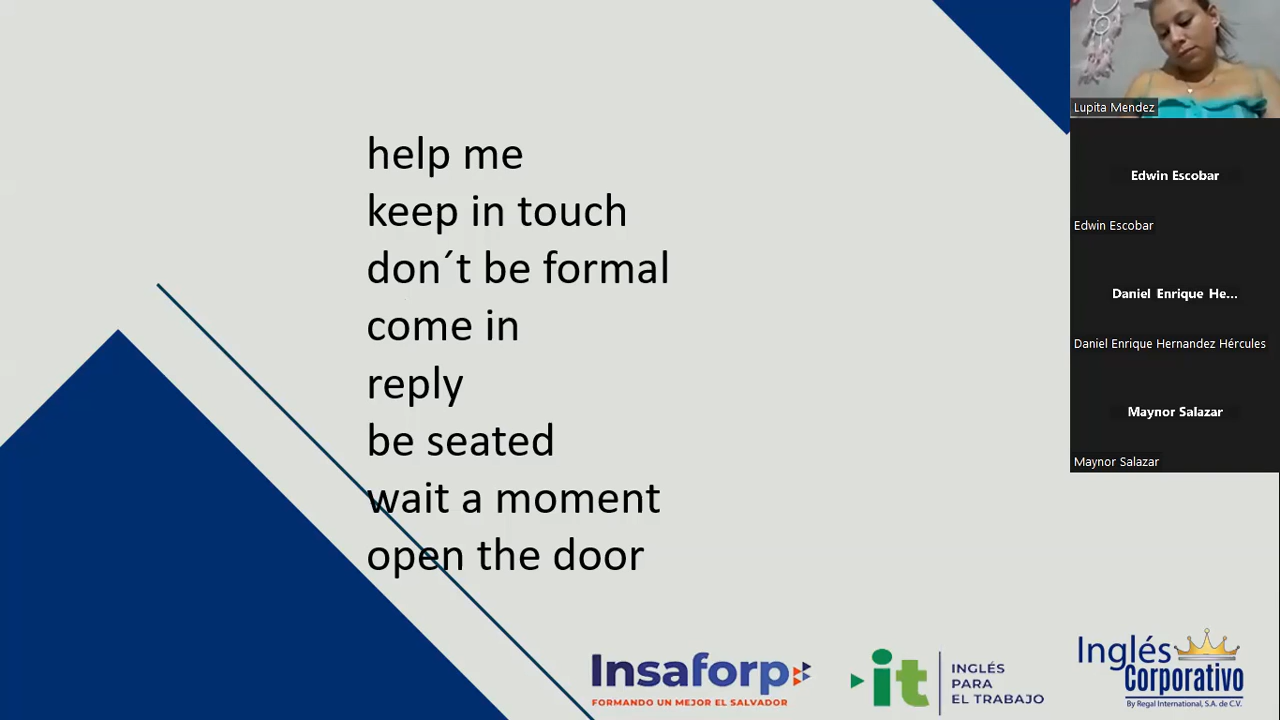 help me
keep in touch
don´t be formal
come in
reply
be seated
wait a moment
open the door
Lupita Mendez
Edwin Escobar
Edwin Escobar
Daniel Enrique He...
Daniel Enrique Hernandez Hércules
Maynor Salazar
Maynor Salazar
Insaforp
FORMANDO UN MEJOR EL SALVADOR
it
INGLÉS
PARA
EL TRABAJO
Inglés
Corporativo
By Regal International, S.A. de C.V.